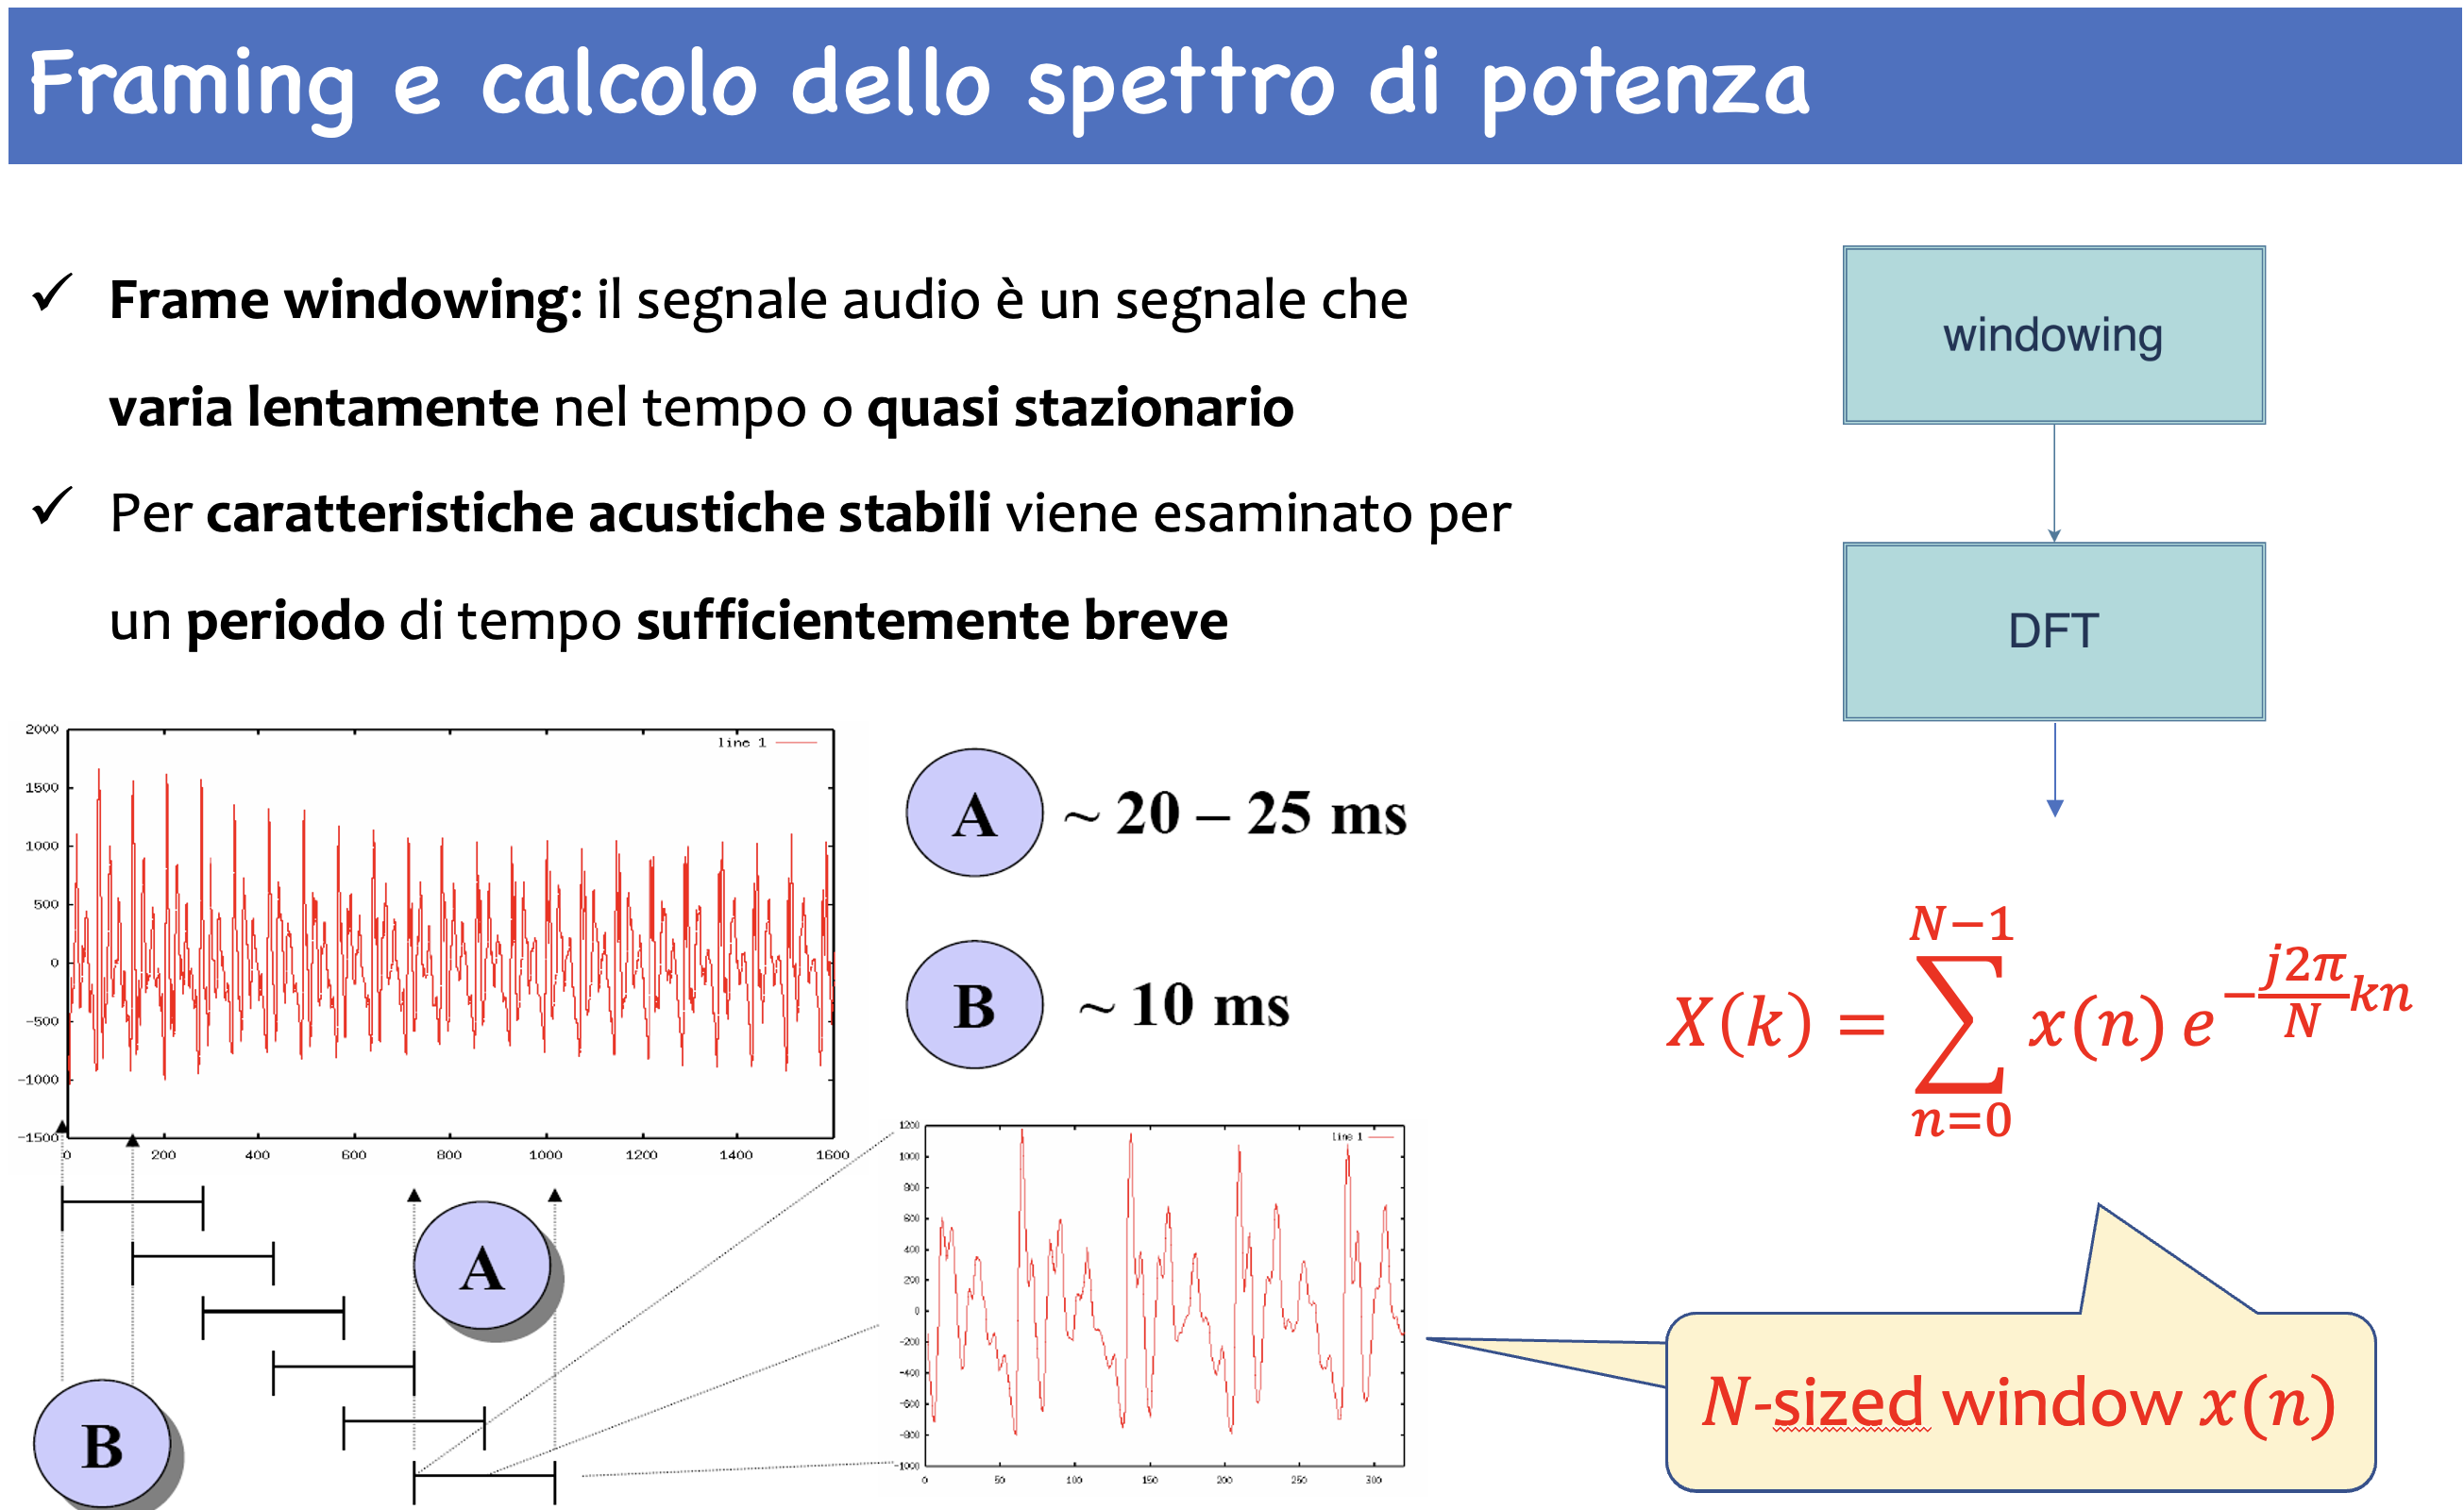 Framing e calcolo dello spettro di potenza
✓ Frame windowing: il segnale audio è un segnale che
varia lentamente nel tempo o quasi stazionario
✓ Per caratteristiche acustiche stabili viene esaminato per
un periodo di tempo sufficientemente breve
windowing
DFT
2000
1500
1000
500
0
-500
-1000
-1500
line 1
0 200 400 600 800 1000 1200 1400 1600
A ~ 20 – 25 ms
B ~ 10 ms
X(k) = ∑_{n=0}^{N−1} x(n) e^{−(j2π/N)kn}
A
B
1200
1000
800
600
400
200
0
-200
-400
-600
-800
-1000
line 1
0 50 100 150 200 250 300
N-sized window x(n)